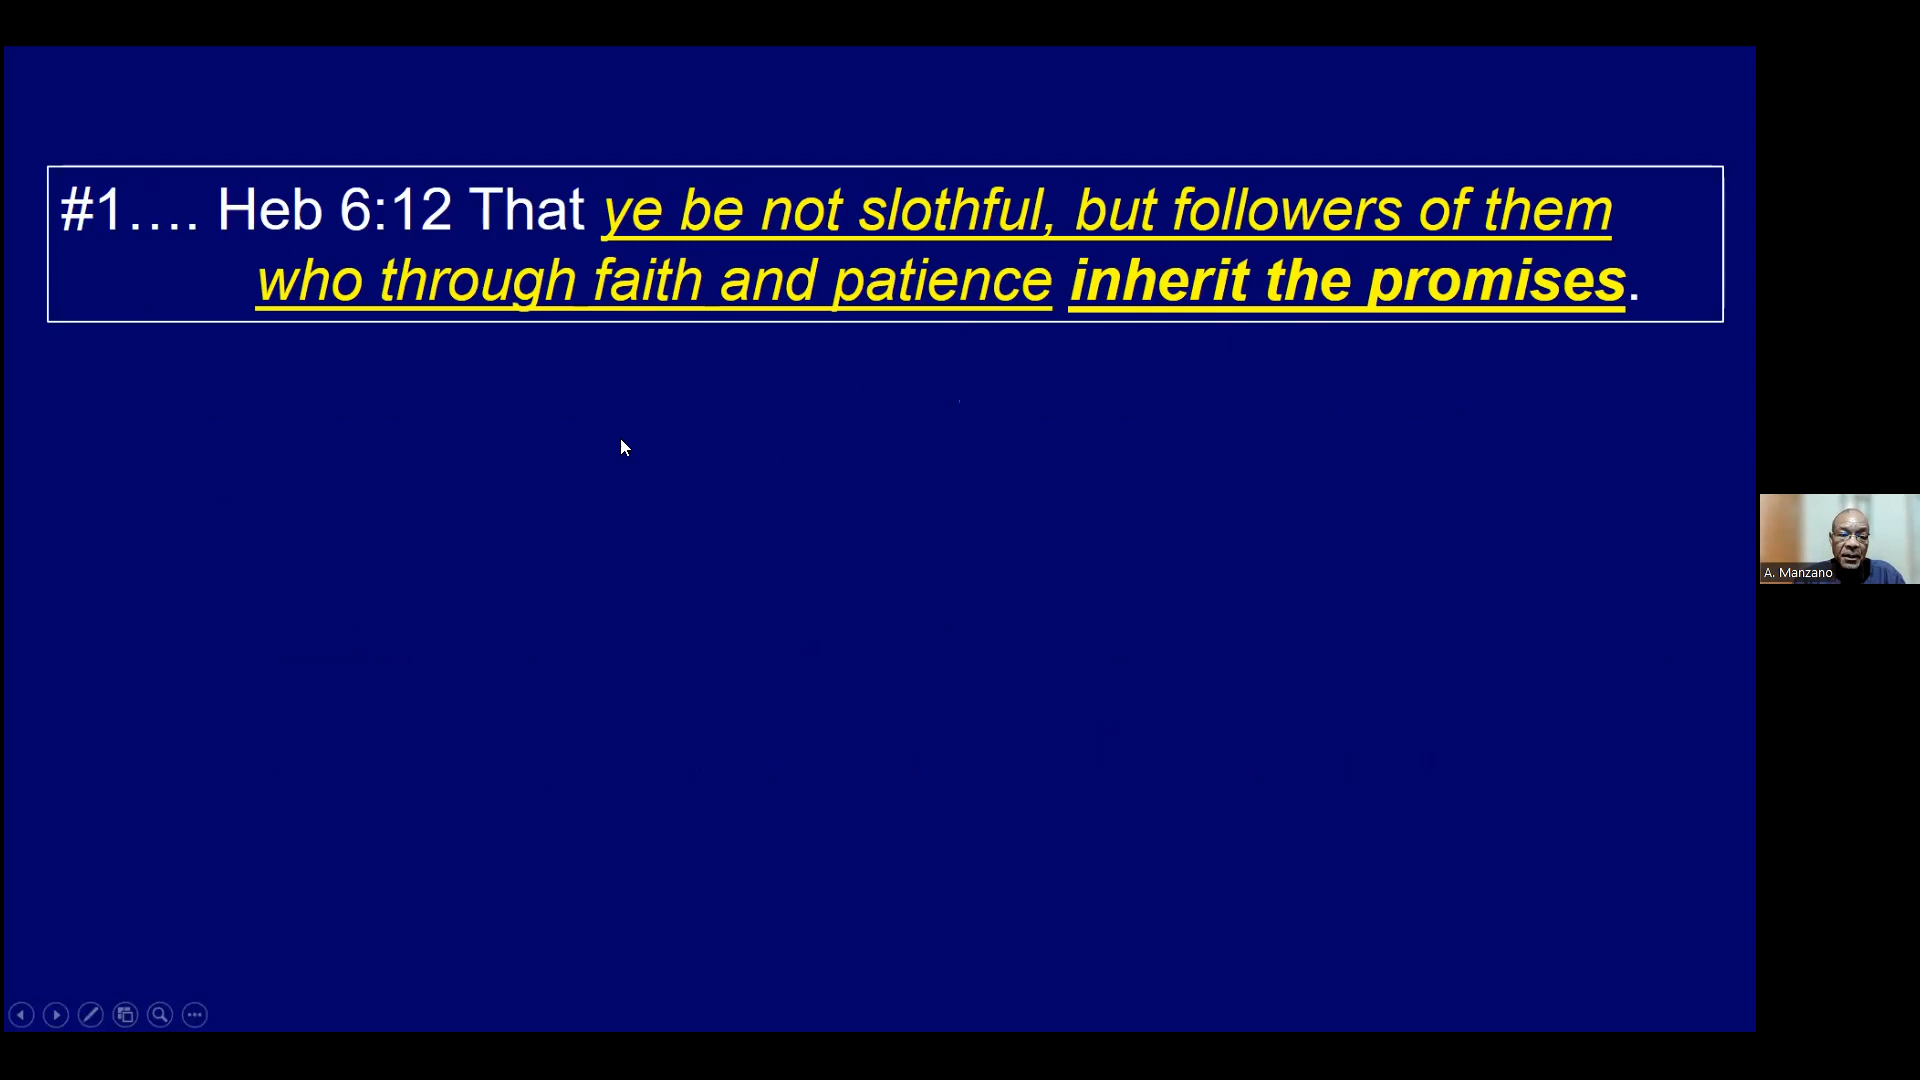 #1…. Heb 6:12 That ye be not slothful, but followers of them
who through faith and patience inherit the promises.
A. Manzano